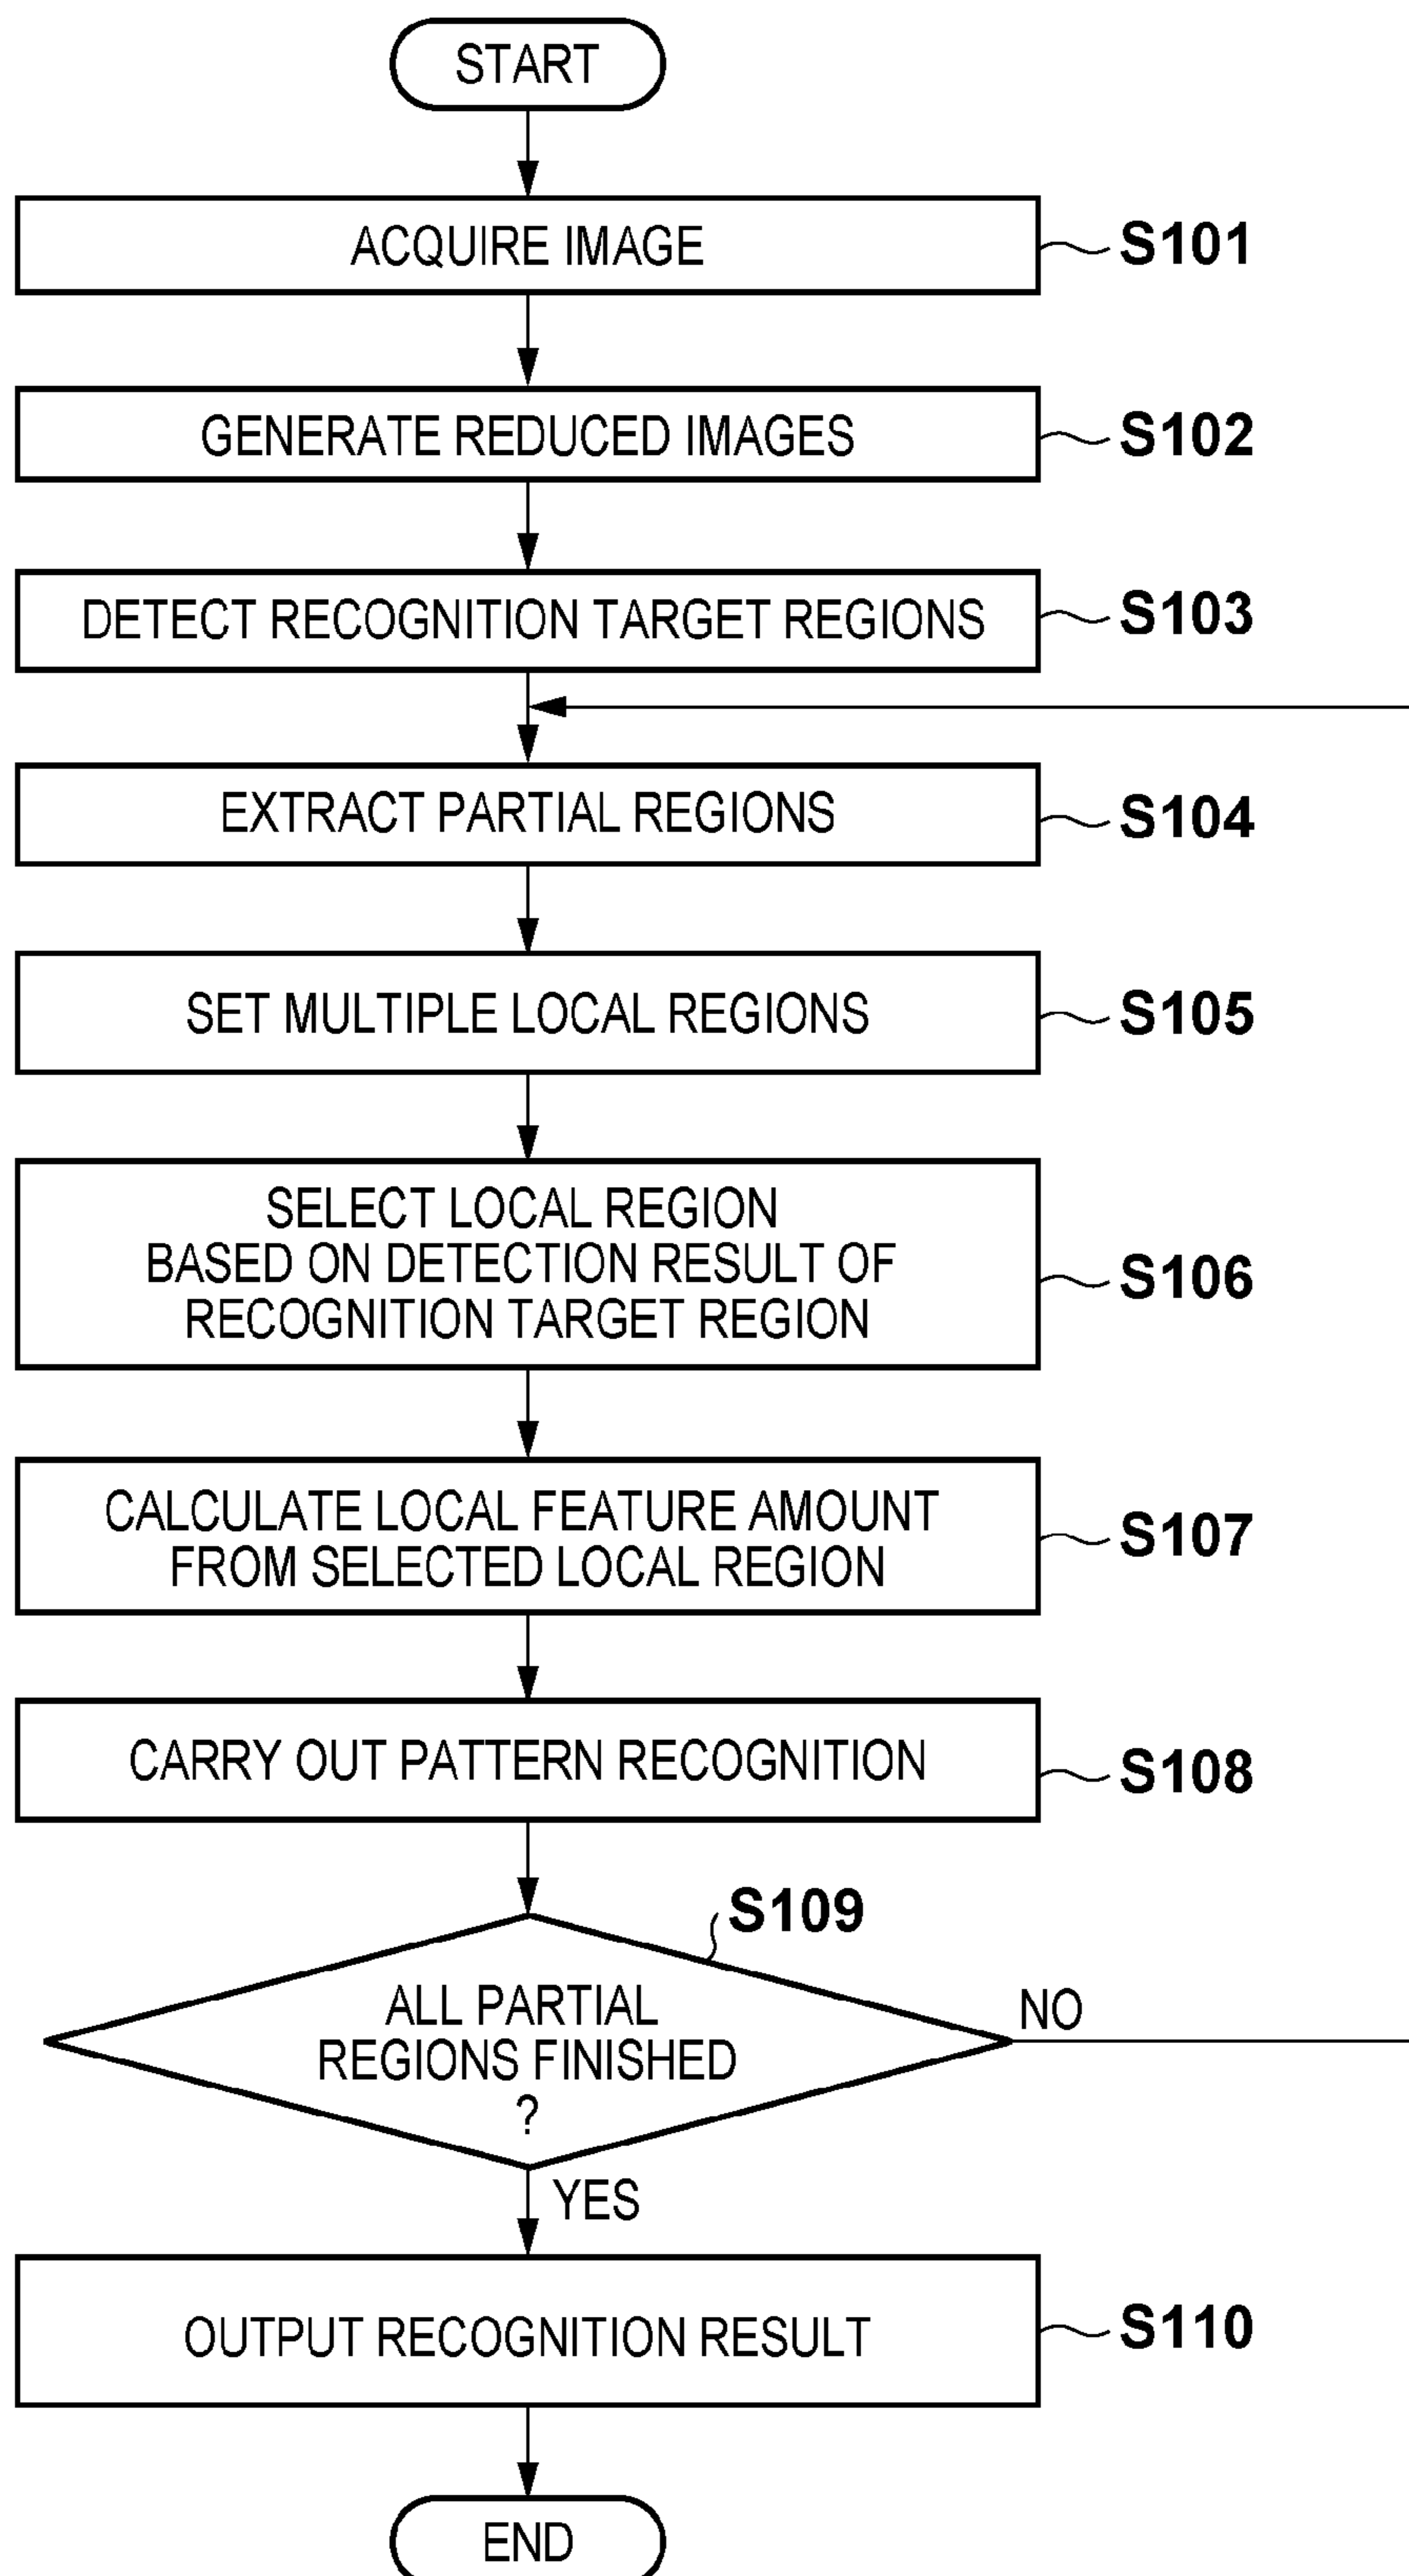 START
ACQUIRE IMAGE
S101
GENERATE REDUCED IMAGES
S102
DETECT RECOGNITION TARGET REGIONS
S103
EXTRACT PARTIAL REGIONS
S104
SET MULTIPLE LOCAL REGIONS
S105
SELECT LOCAL REGION
BASED ON DETECTION RESULT OF
RECOGNITION TARGET REGION
S106
CALCULATE LOCAL FEATURE AMOUNT
FROM SELECTED LOCAL REGION
S107
CARRY OUT PATTERN RECOGNITION
S108
S109
ALL PARTIAL
REGIONS FINISHED
?
NO
YES
OUTPUT RECOGNITION RESULT
S110
END